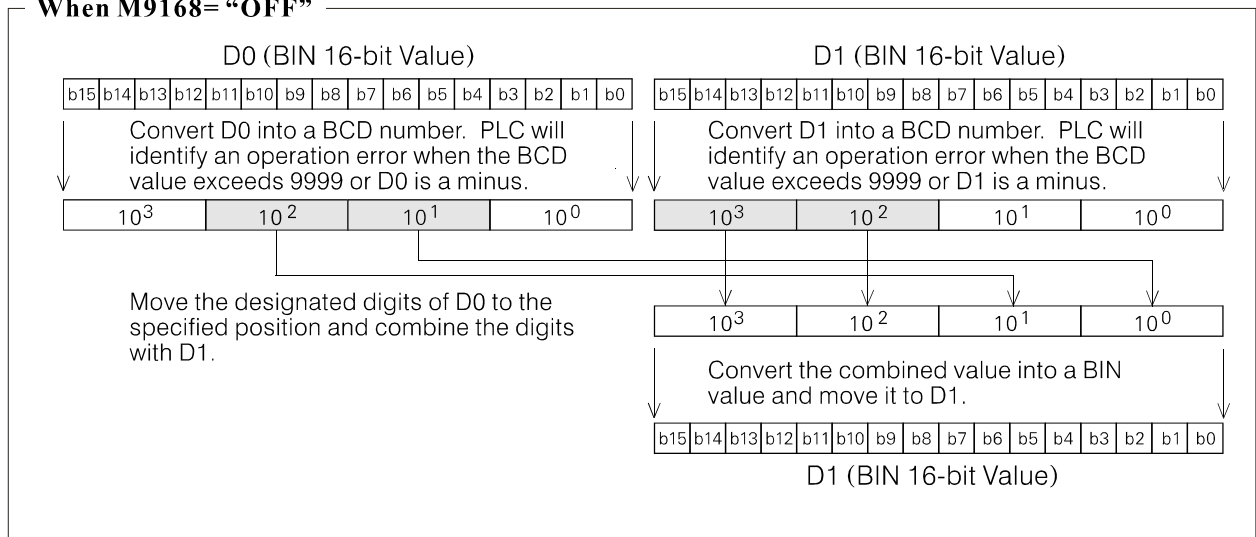 When M9168= “OFF”
D0 (BIN 16-bit Value)
b15 b14 b13 b12 b11 b10 b9 b8 b7 b6 b5 b4 b3 b2 b1 b0
Convert D0 into a BCD number. PLC will
identify an operation error when the BCD
value exceeds 9999 or D0 is a minus.
10³ 10² 10¹ 10⁰
D1 (BIN 16-bit Value)
b15 b14 b13 b12 b11 b10 b9 b8 b7 b6 b5 b4 b3 b2 b1 b0
Convert D1 into a BCD number. PLC will
identify an operation error when the BCD
value exceeds 9999 or D1 is a minus.
10³ 10² 10¹ 10⁰
Move the designated digits of D0 to the
specified position and combine the digits
with D1.
10³ 10² 10¹ 10⁰
Convert the combined value into a BIN
value and move it to D1.
b15 b14 b13 b12 b11 b10 b9 b8 b7 b6 b5 b4 b3 b2 b1 b0
D1 (BIN 16-bit Value)